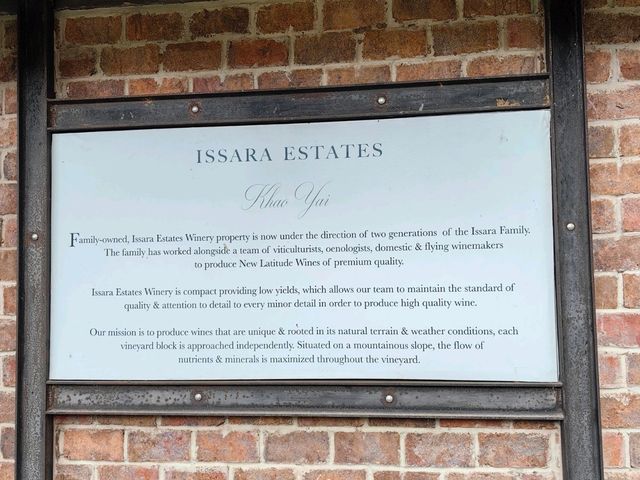 ISSARA ESTATES
Khao Yai
Family-owned, Issara Estates Winery property is now under the direction of two generations of the Issara Family.
The family has worked alongside a team of viticulturists, oenologists, domestic & flying winemakers
to produce New Latitude Wines of premium quality.
Issara Estates Winery is compact providing low yields, which allows our team to maintain the standard of
quality & attention to detail to every minor detail in order to produce high quality wine.
Our mission is to produce wines that are unique & rooted in its natural terrain & weather conditions, each
vineyard block is approached independently. Situated on a mountainous slope, the flow of
nutrients & minerals is maximized throughout the vineyard.